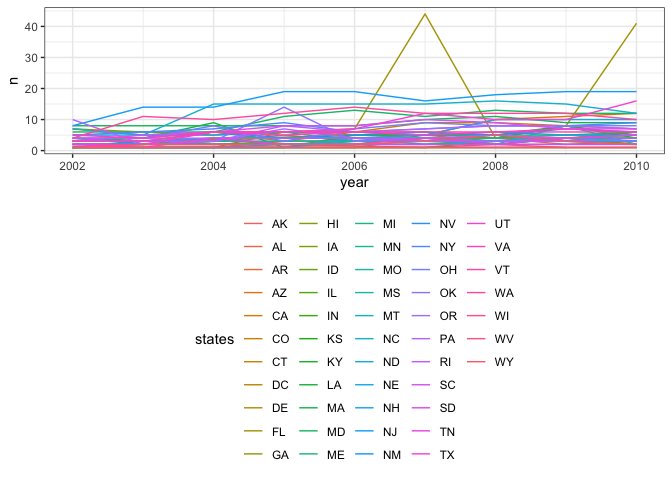 40
30
20
10
0
n
2002 2004 2006 2008 2010
year
states
AK HI MI NV UT
AL IA MN NY VA
AR ID MO OH VT
AZ IL MS OK WA
CA IN MT OR WI
CO KS NC PA WV
CT KY ND RI WY
DC LA NE SC
DE MA NH SD
FL MD NJ TN
GA ME NM TX